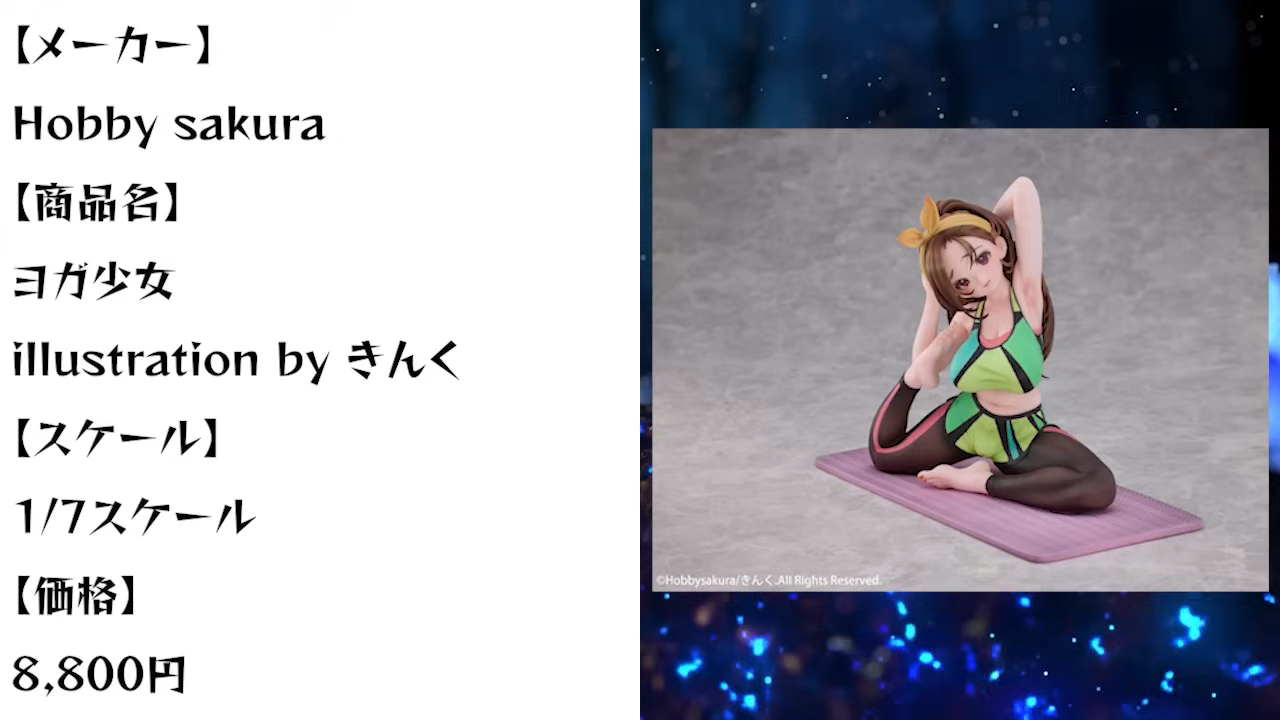 【メーカー】
Hobby sakura
【商品名】
ヨガ少女
illustration by きんく
【スケール】
1/7スケール
【価格】
8,800円
©Hobbysakura/きんく.All Rights Reserved.